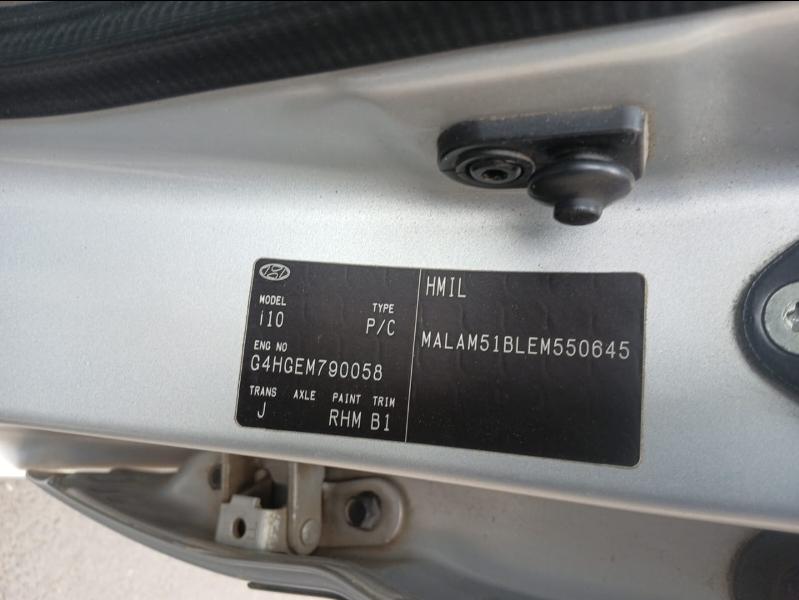 MODEL TYPE
i10 P/C
ENG NO
G4HGEM790058
TRANS AXLE PAINT TRIM
J RHM B1
HMIL
MALAM51BLEM550645